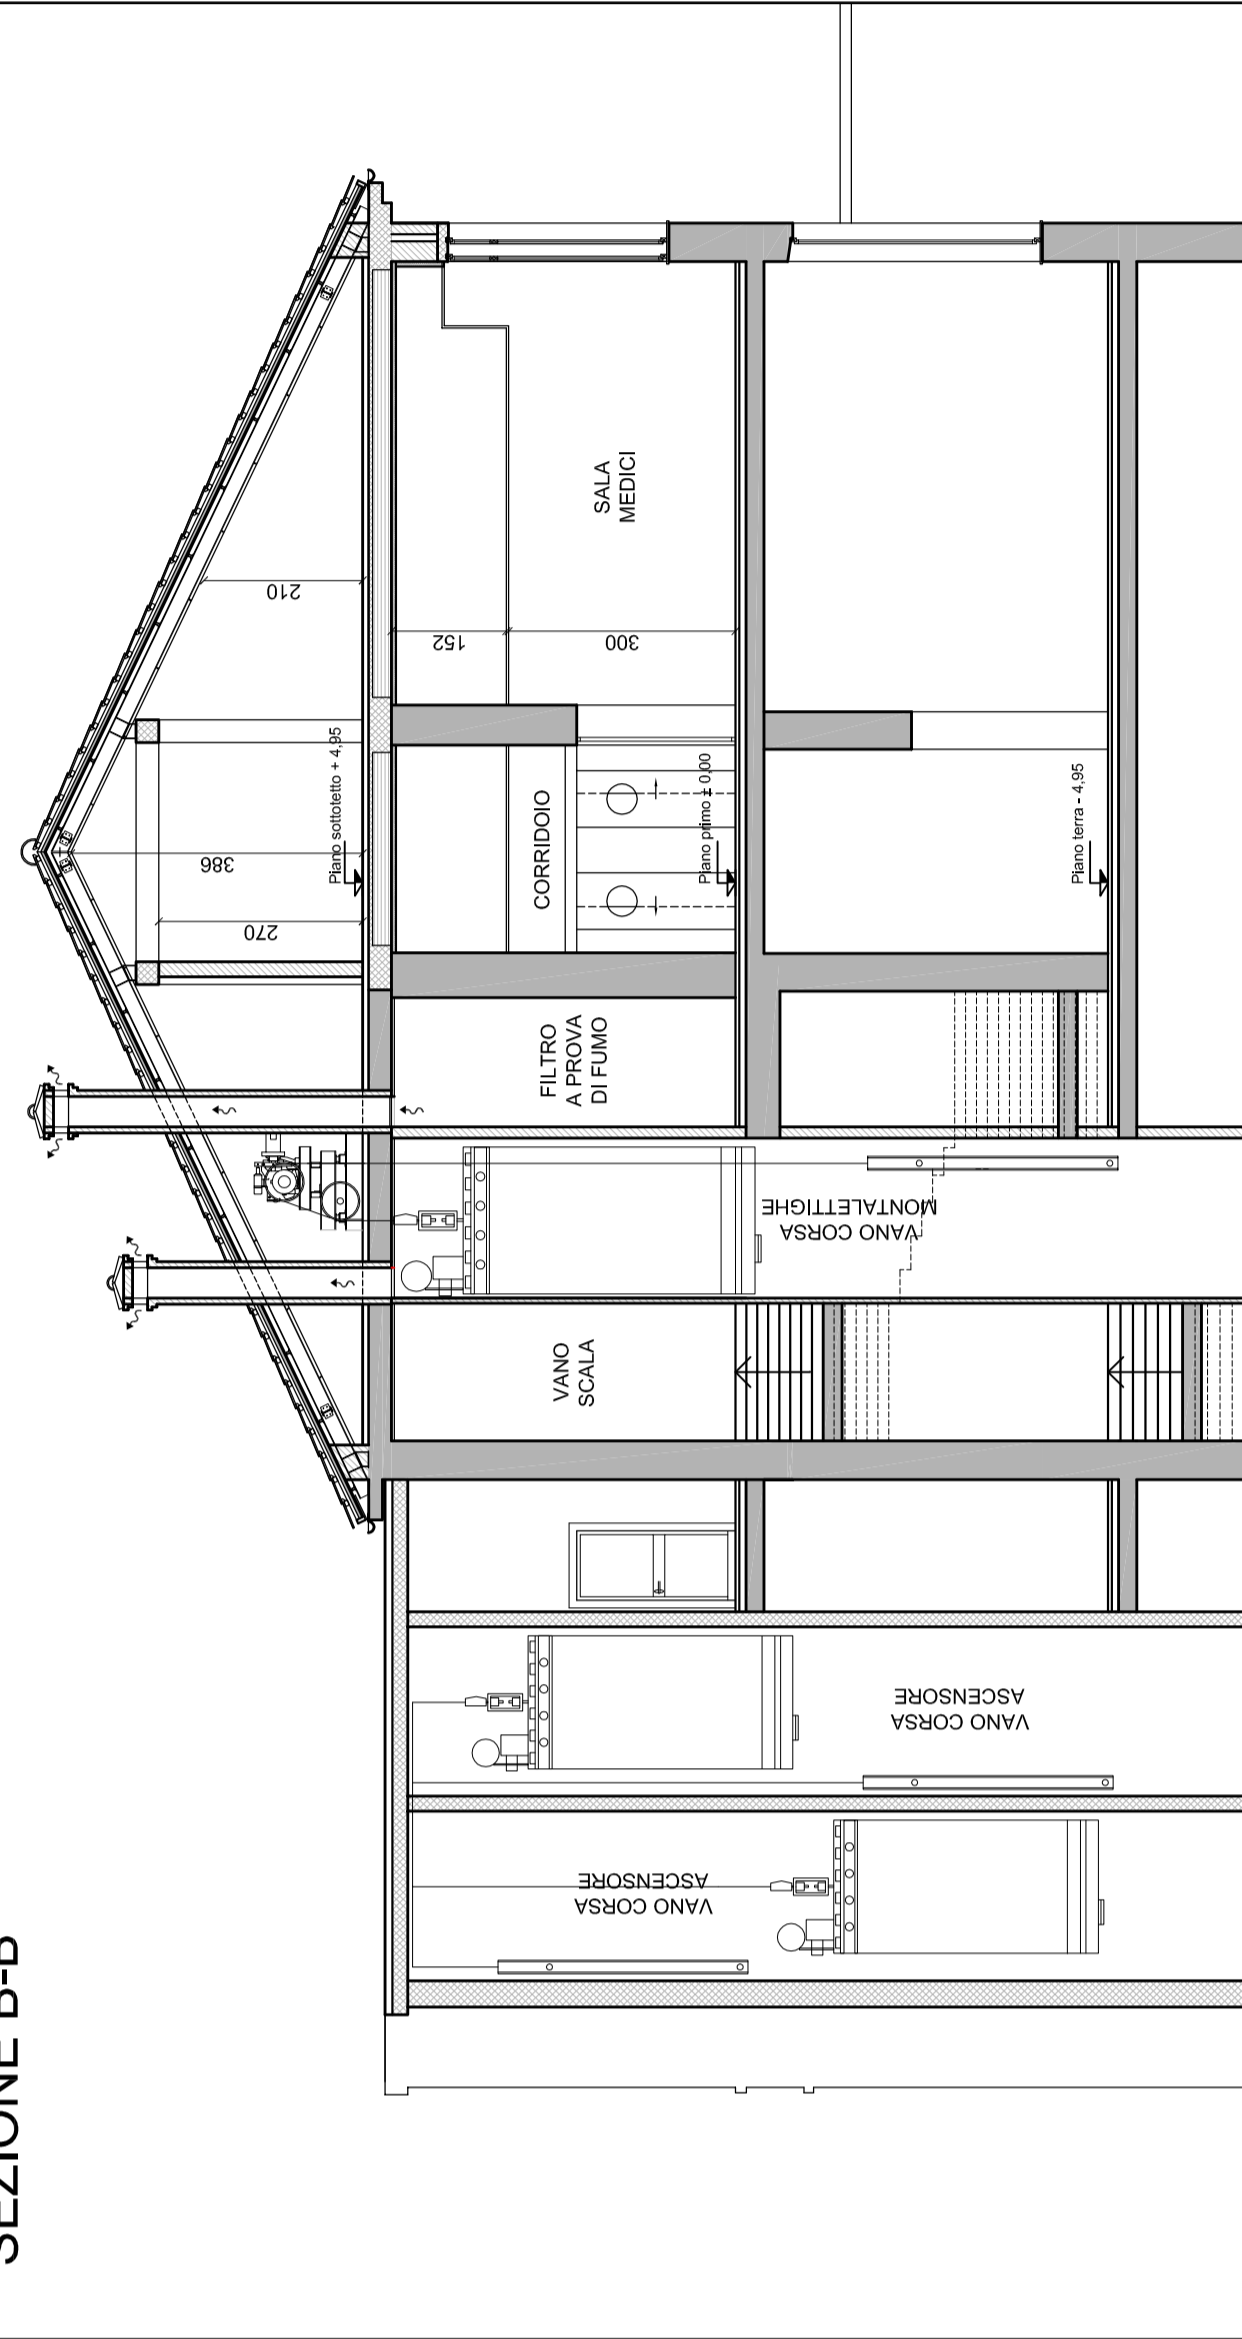 SEZIONE B-B
386
270
210
Piano sottotetto + 4,95
152
300
SALA
MEDICI
CORRIDOIO
Piano primo ± 0,00
FILTRO
A PROVA
DI FUMO
VANO
SCALA
VANO CORSA
MONTALETTIGHE
Piano terra - 4,95
VANO CORSA
ASCENSORE
VANO CORSA
ASCENSORE